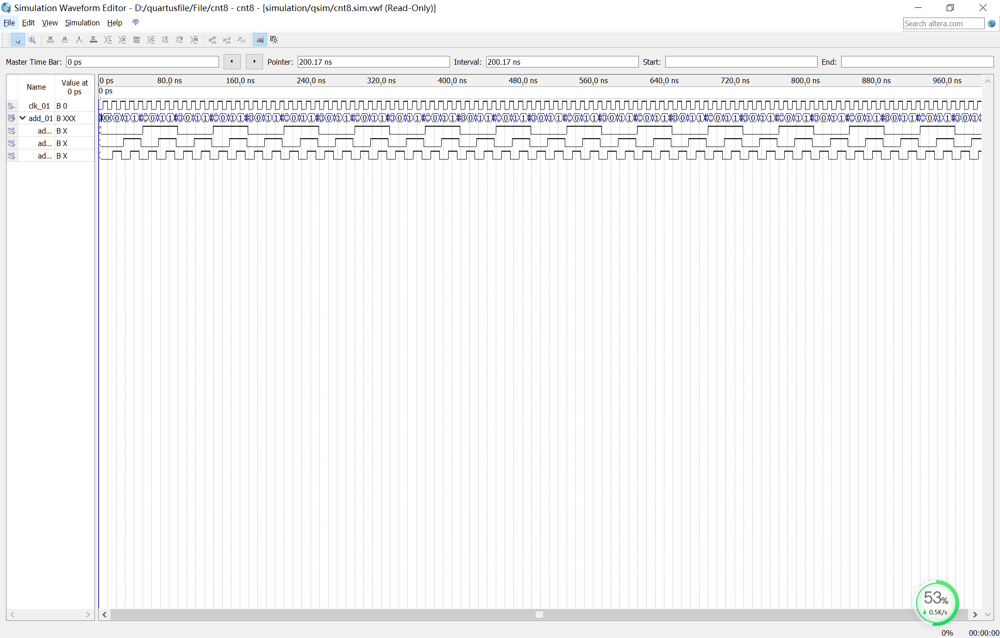 Simulation Waveform Editor - D:/quartusfile/File/cnt8 - cnt8 - [simulation/qsim/cnt8.sim.vwf (Read-Only)]
File Edit View Simulation Help
Search altera.com
Master Time Bar: 0 ps Pointer: 200.17 ns Interval: 200.17 ns Start: End:
Name Value at 0 ps
0 ps 80.0 ns 160.0 ns 240.0 ns 320.0 ns 400.0 ns 480.0 ns 560.0 ns 640.0 ns 720.0 ns 800.0 ns 880.0 ns 960.0 ns
0 ps
in clk_01 B 0
out add_01 B XXX
out ad... B X
out ad... B X
out ad... B X
53%
0.5K/s
0% 00:00:00